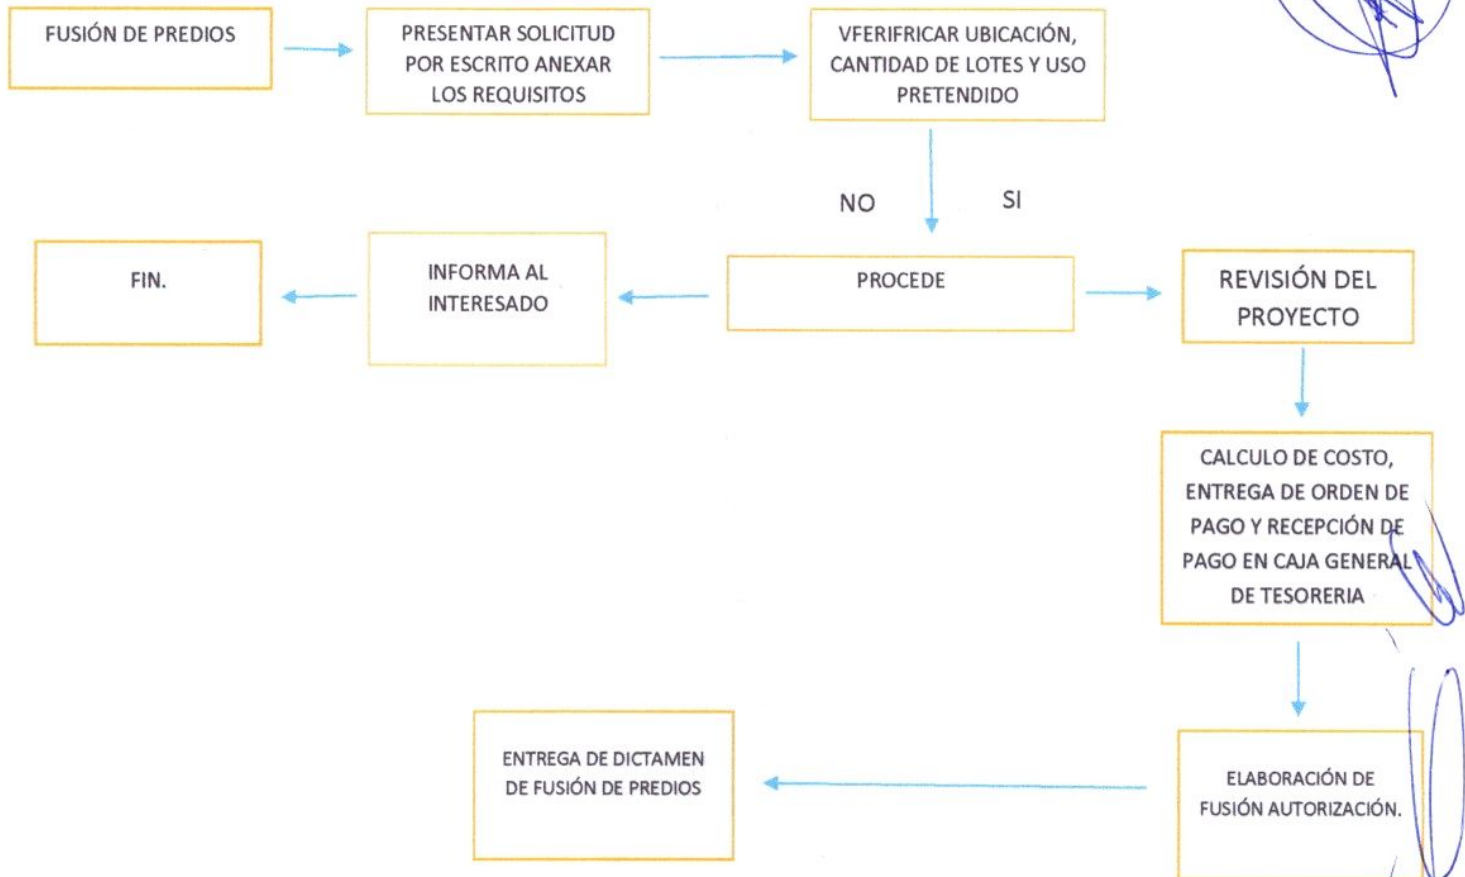 FUSIÓN DE PREDIOS
PRESENTAR SOLICITUD
POR ESCRITO ANEXAR
LOS REQUISITOS
VFERIFRICAR UBICACIÓN,
CANTIDAD DE LOTES Y USO
PRETENDIDO
NO
SI
FIN.
INFORMA AL
INTERESADO
PROCEDE
REVISIÓN DEL
PROYECTO
CALCULO DE COSTO,
ENTREGA DE ORDEN DE
PAGO Y RECEPCIÓN DE
PAGO EN CAJA GENERAL
DE TESORERIA
ENTREGA DE DICTAMEN
DE FUSIÓN DE PREDIOS
ELABORACIÓN DE
FUSIÓN AUTORIZACIÓN.